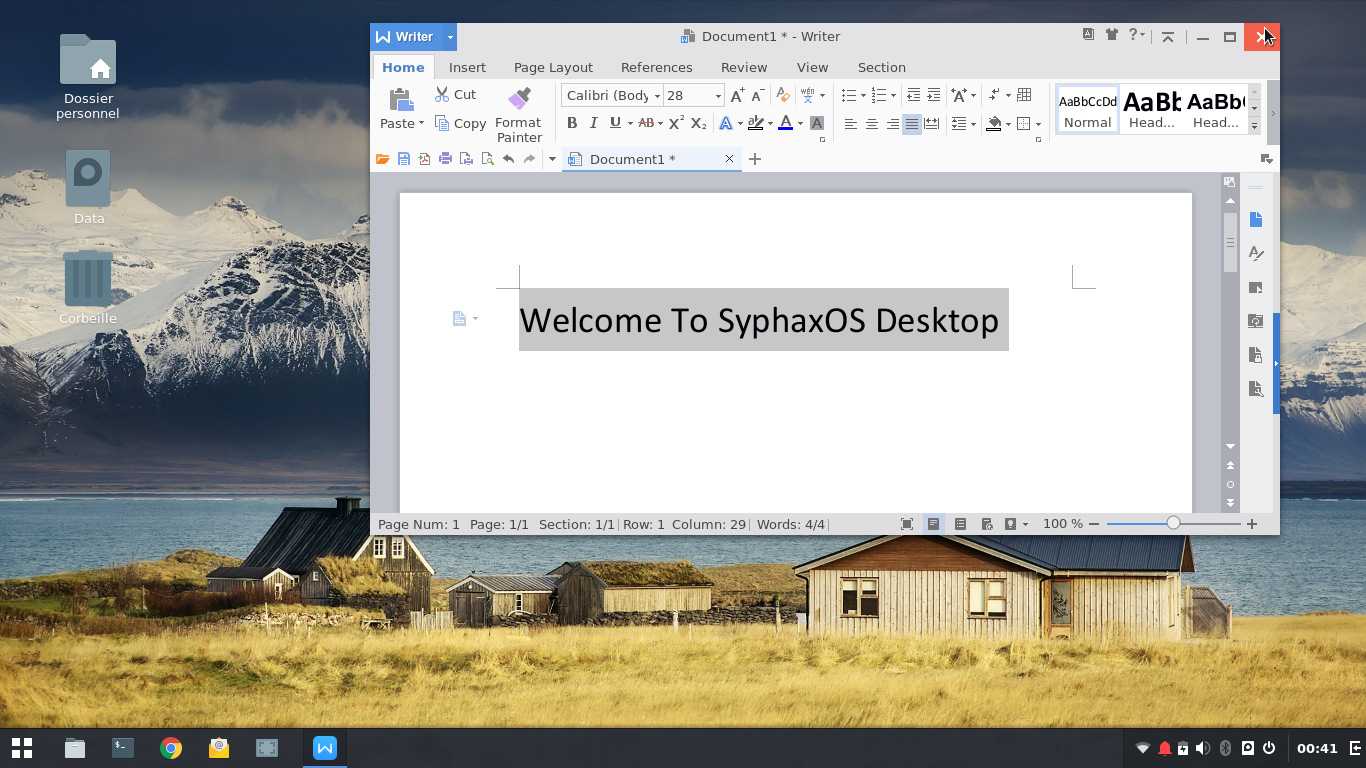 Dossier
personnel
Data
Corbeille
Writer
Document1 * - Writer
Home Insert Page Layout References Review View Section
Paste
Cut
Copy
Format
Painter
Calibri (Body 28
AaBbCcDd AaBb AaBb(
Normal Head... Head...
Document1 *
Welcome To SyphaxOS Desktop
Page Num: 1 Page: 1/1 Section: 1/1 Row: 1 Column: 29 Words: 4/4 100 %
00:41